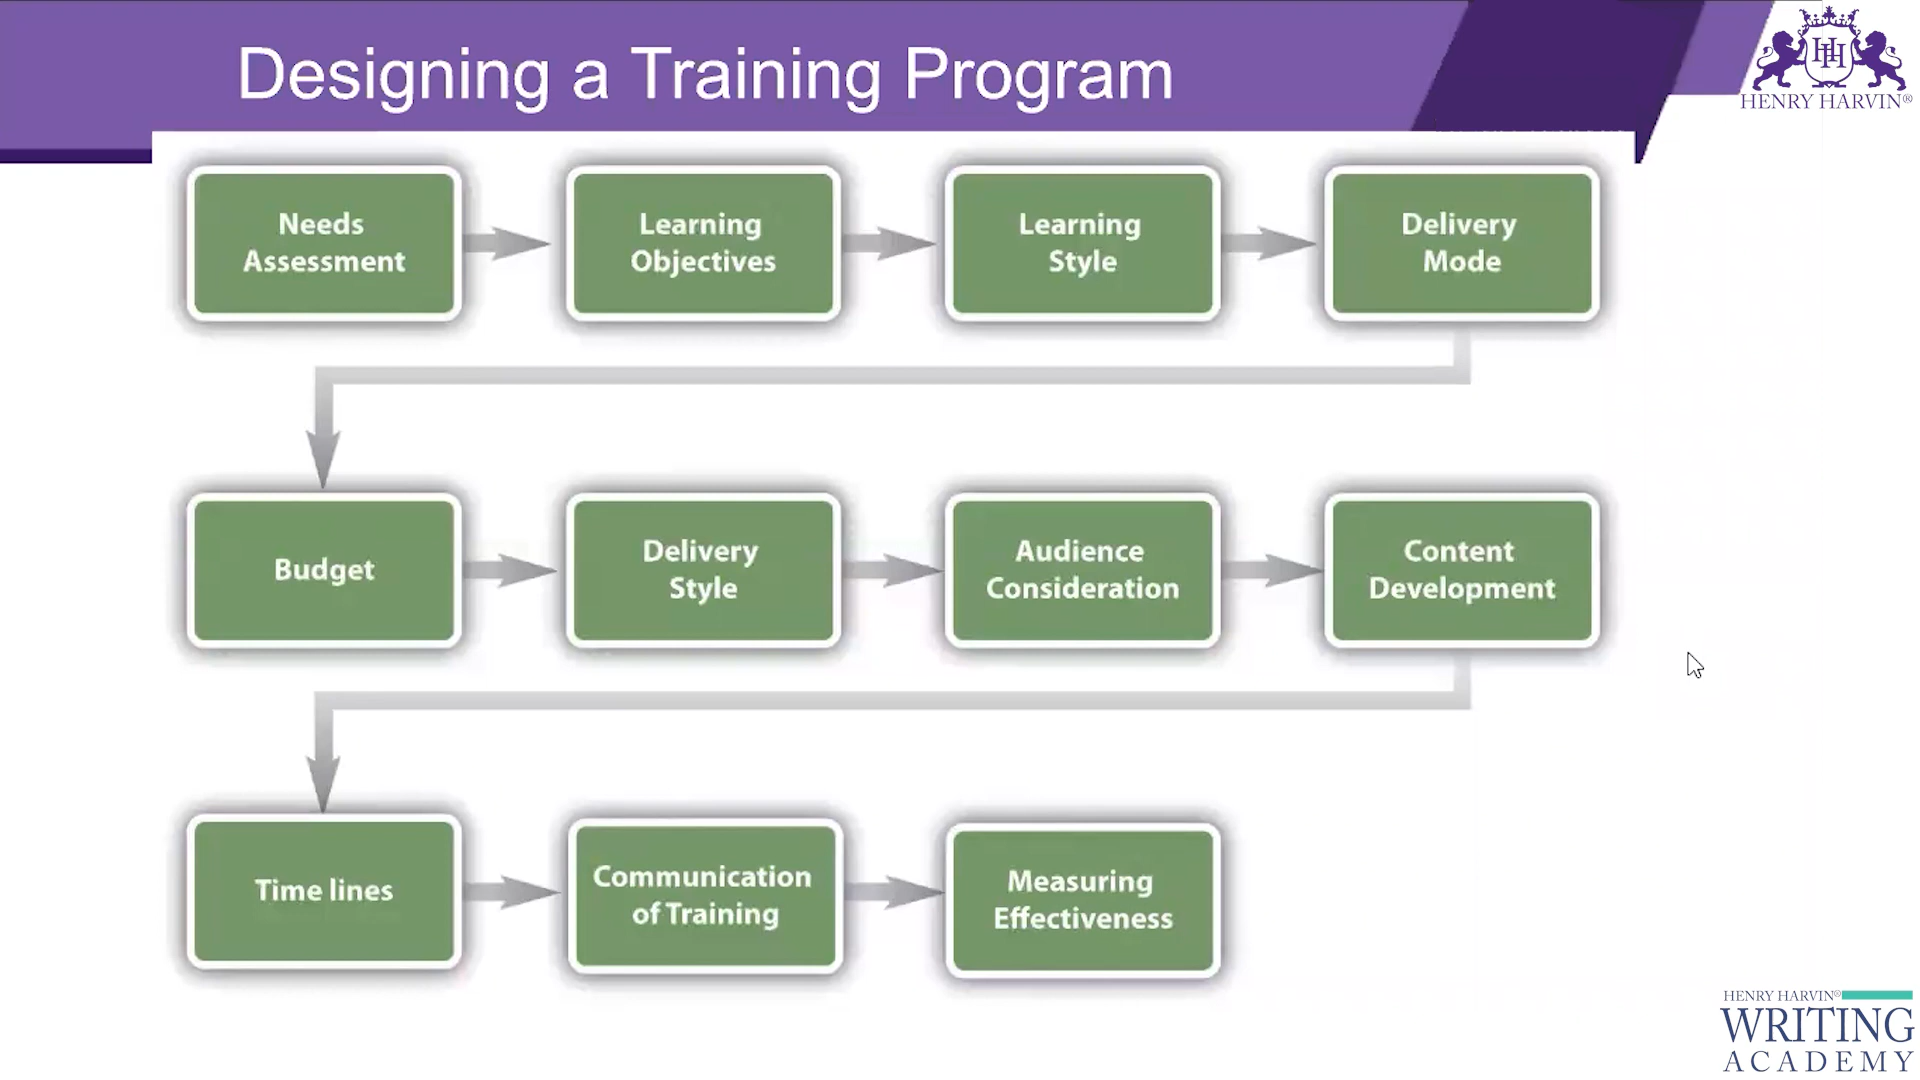 Designing a Training Program
HH
HENRY HARVIN®
Needs
Assessment
Learning
Objectives
Learning
Style
Delivery
Mode
Budget
Delivery
Style
Audience
Consideration
Content
Development
Time lines
Communication
of Training
Measuring
Effectiveness
HENRY HARVIN®
WRITING
ACADEMY